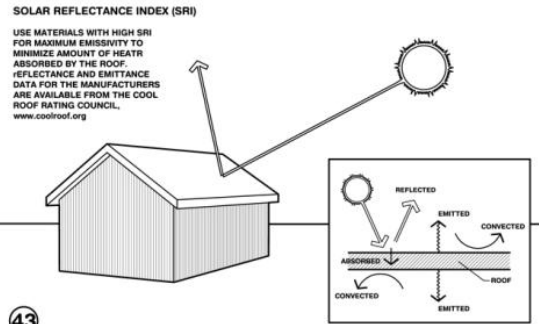 SOLAR REFLECTANCE INDEX (SRI)
USE MATERIALS WITH HIGH SRI
FOR MAXIMUM EMISSIVITY TO
MINIMIZE AMOUNT OF HEATR
ABSORBED BY THE ROOF.
rEFLECTANCE AND EMITTANCE
DATA FOR THE MANUFACTURERS
ARE AVAILABLE FROM THE COOL
ROOF RATING COUNCIL,
www.coolroof.org
REFLECTED
EMITTED
CONVECTED
ABSORBED
ROOF
CONVECTED
EMITTED
43